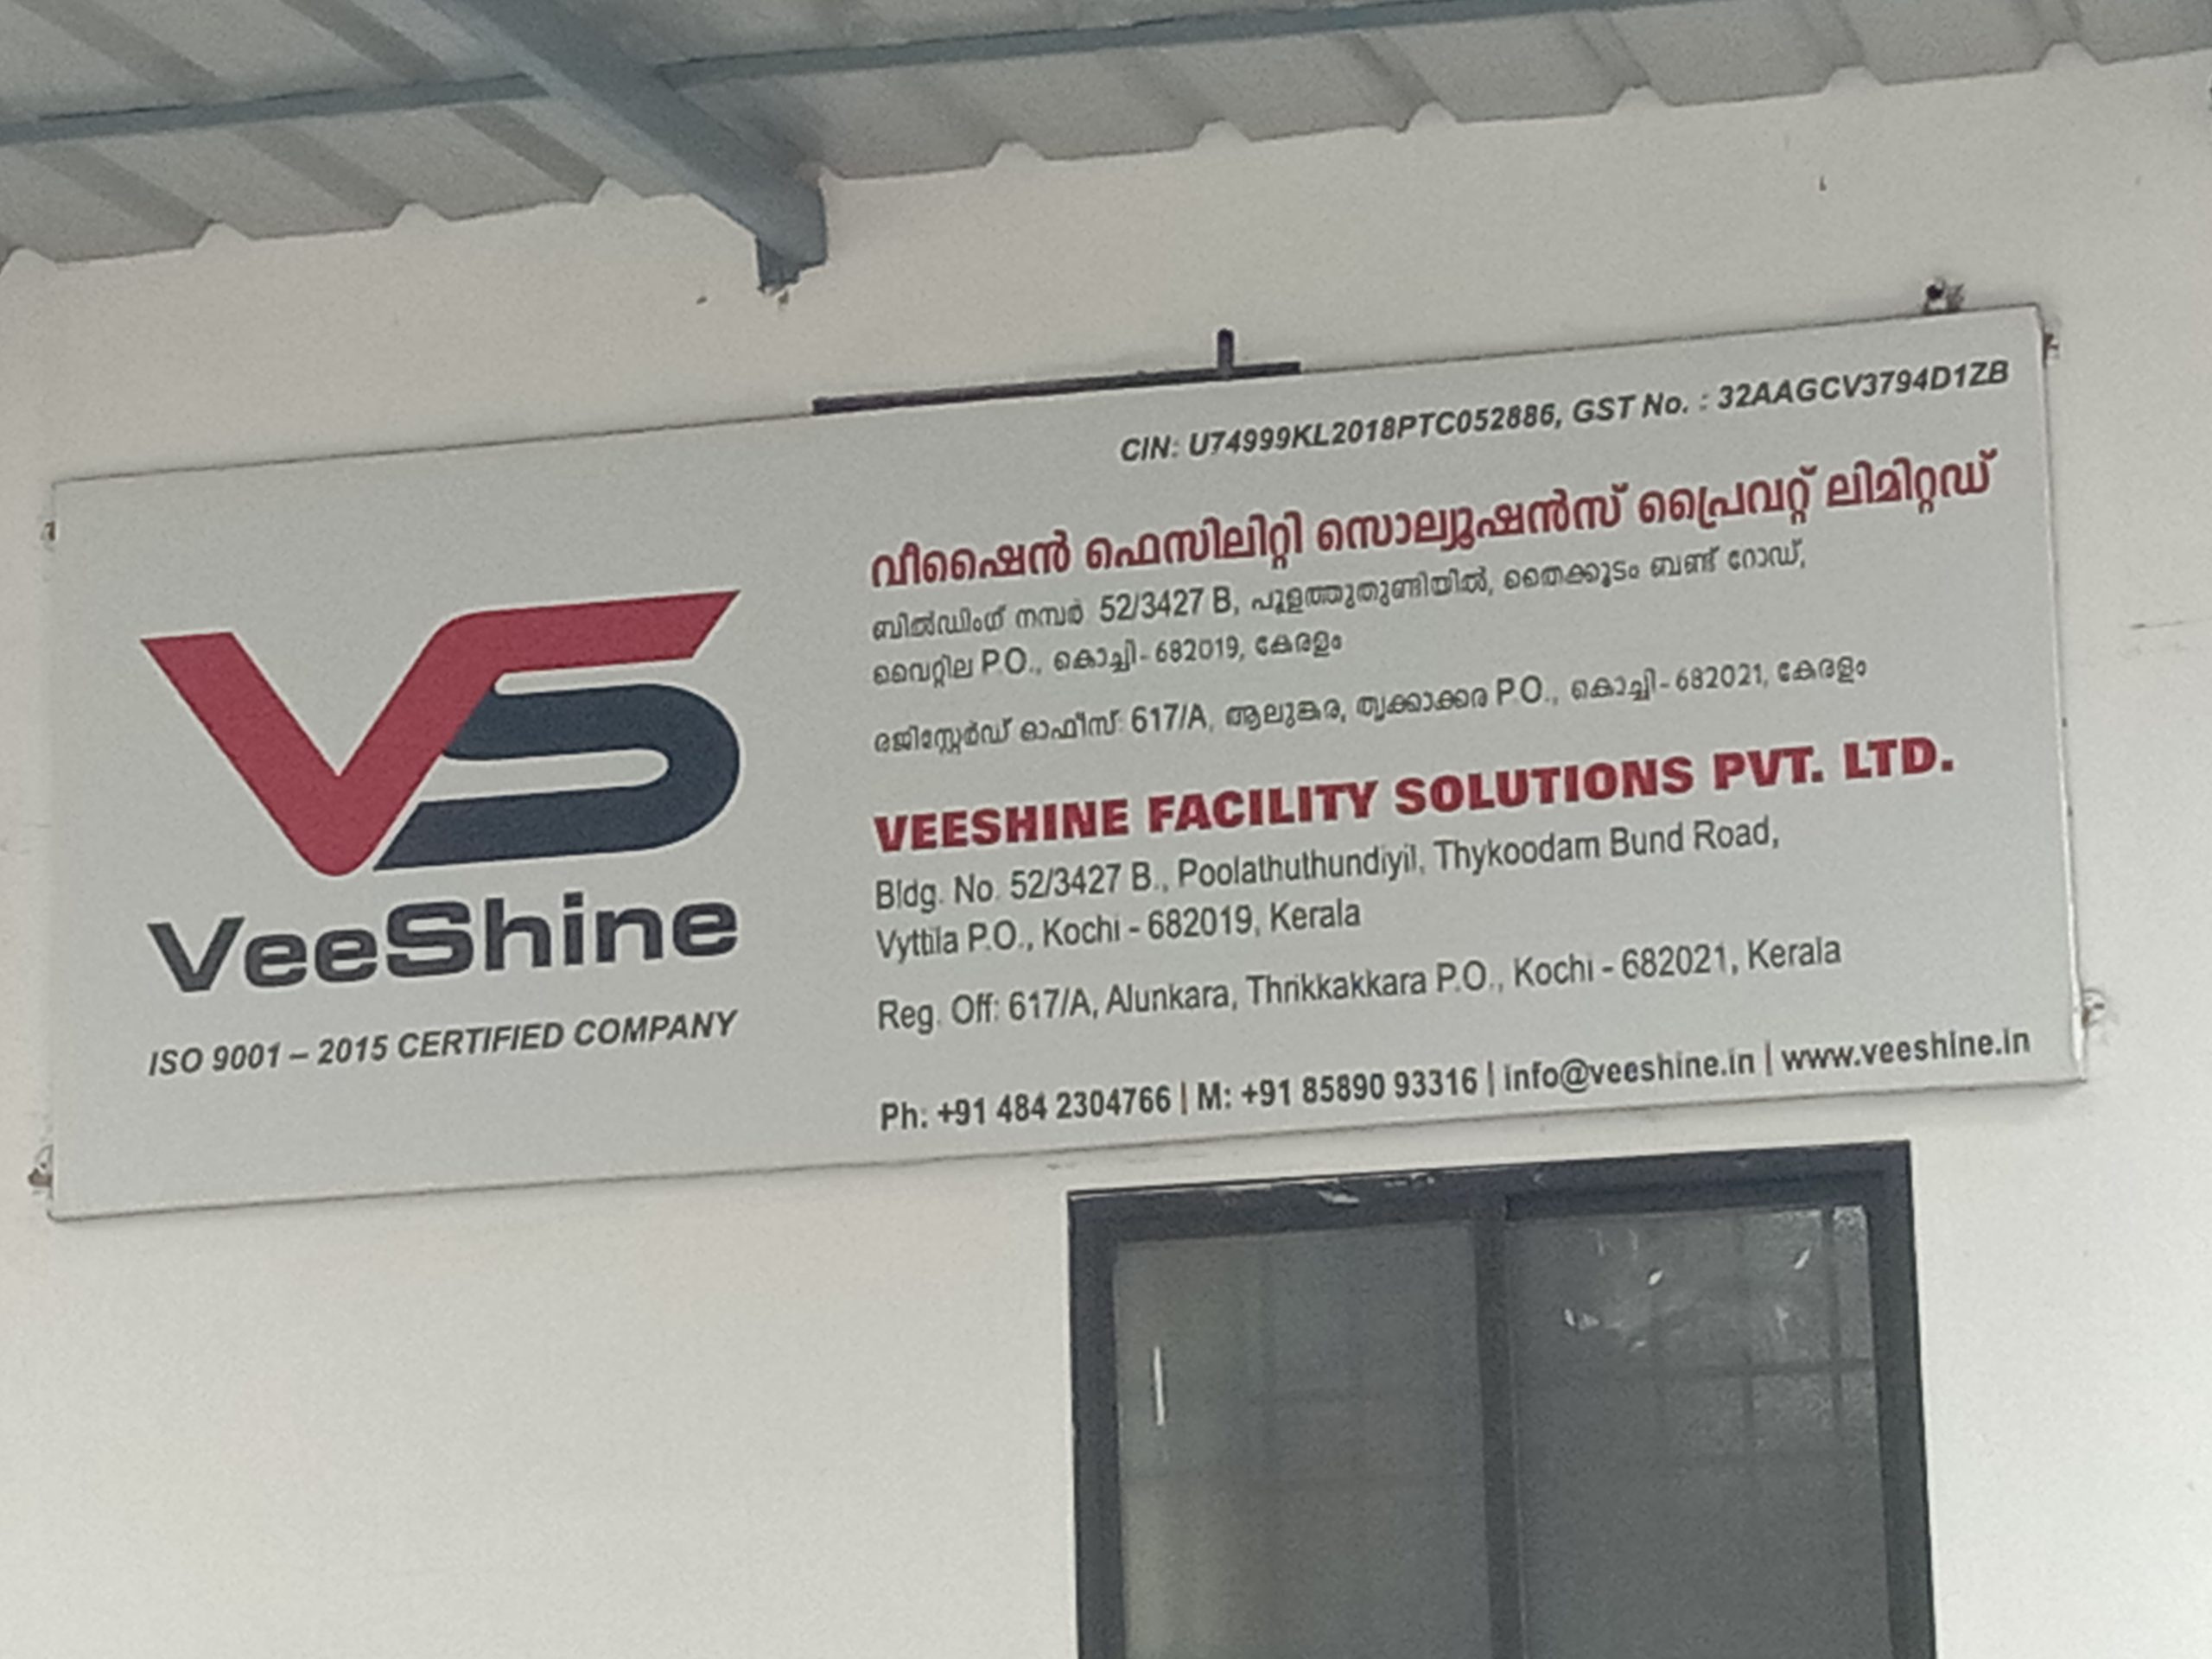 CIN: U74999KL2018PTC052886, GST No. : 32AAGCV3794D1ZB
വീഷൈൻ ഫെസിലിറ്റി സൊല്യൂഷൻസ് പ്രൈവറ്റ് ലിമിറ്റഡ്
ബിൽഡിംഗ് നമ്പർ 52/3427 B, പൂളത്തുതുണ്ടിയിൽ, തൈക്കൂടം ബണ്ട് റോഡ്,
വൈറ്റില P.O., കൊച്ചി-682019, കേരളം
രജിസ്റ്റേർഡ് ഓഫീസ്: 617/A, ആലുങ്കര, തൃക്കാക്കര P.O., കൊച്ചി-682021, കേരളം
VS
VeeShine
ISO 9001 – 2015 CERTIFIED COMPANY
VEESHINE FACILITY SOLUTIONS PVT. LTD.
Bldg. No. 52/3427 B., Poolathuthundiyil, Thykoodam Bund Road,
Vyttila P.O., Kochi - 682019, Kerala
Reg. Off: 617/A, Alunkara, Thrikkakkara P.O., Kochi - 682021, Kerala
Ph: +91 484 2304766 | M: +91 85890 93316 | info@veeshine.in | www.veeshine.in